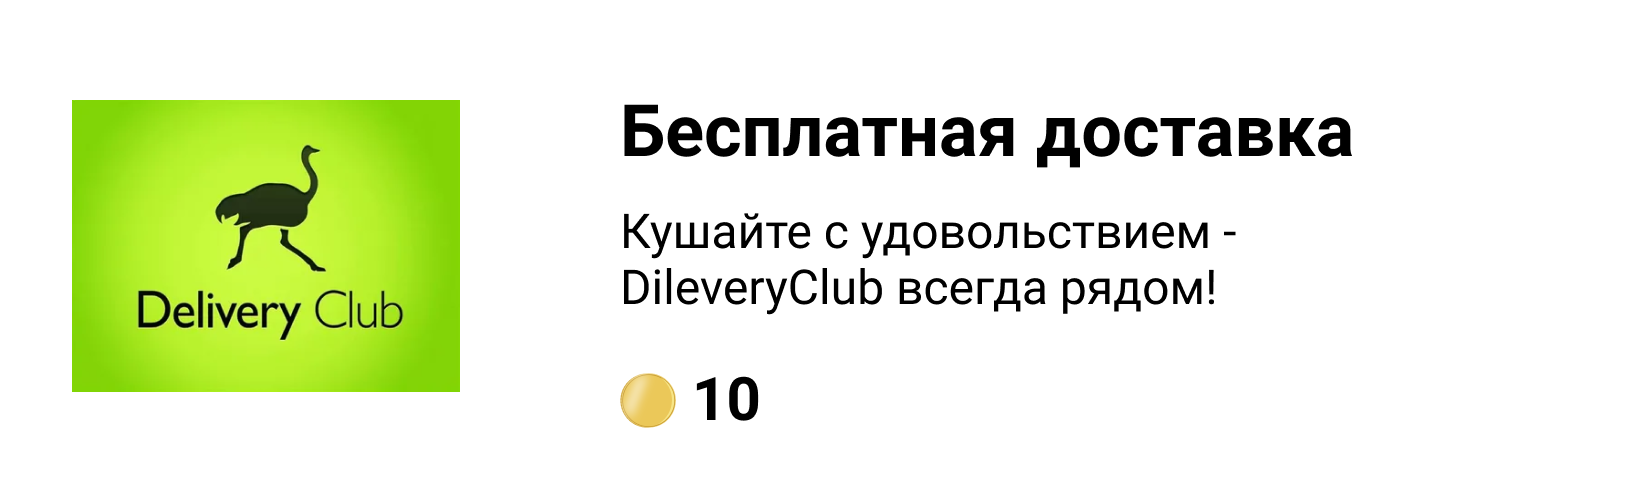 Delivery Club
Бесплатная доставка
Кушайте с удовольствием -
DileveryClub всегда рядом!
10